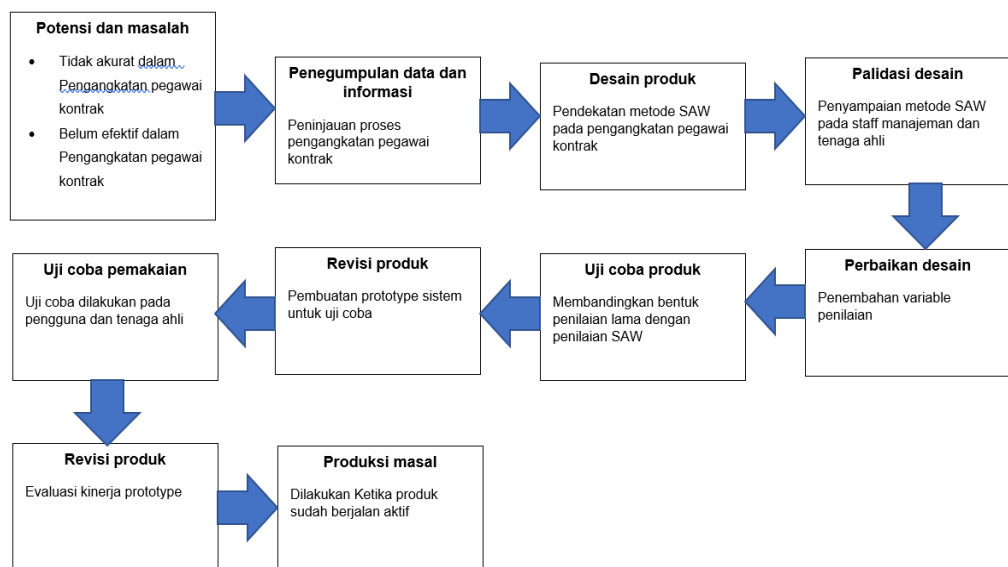 Potensi dan masalah
• Tidak akurat dalam
Pengangkatan pegawai
kontrak
• Belum efektif dalam
Pengangkatan pegawai
kontrak
Penegumpulan data dan
informasi
Peninjauan proses
pengangkatan pegawai
kontrak
Desain produk
Pendekatan metode SAW
pada pengangkatan pegawai
kontrak
Palidasi desain
Penyampaian metode SAW
pada staff manajeman dan
tenaga ahli
Perbaikan desain
Penembahan variable
penilaian
Uji coba produk
Membandingkan bentuk
penilaian lama dengan
penilaian SAW
Revisi produk
Pembuatan prototype sistem
untuk uji coba
Uji coba pemakaian
Uji coba dilakukan pada
pengguna dan tenaga ahli
Revisi produk
Evaluasi kinerja prototype
Produksi masal
Dilakukan Ketika produk
sudah berjalan aktif